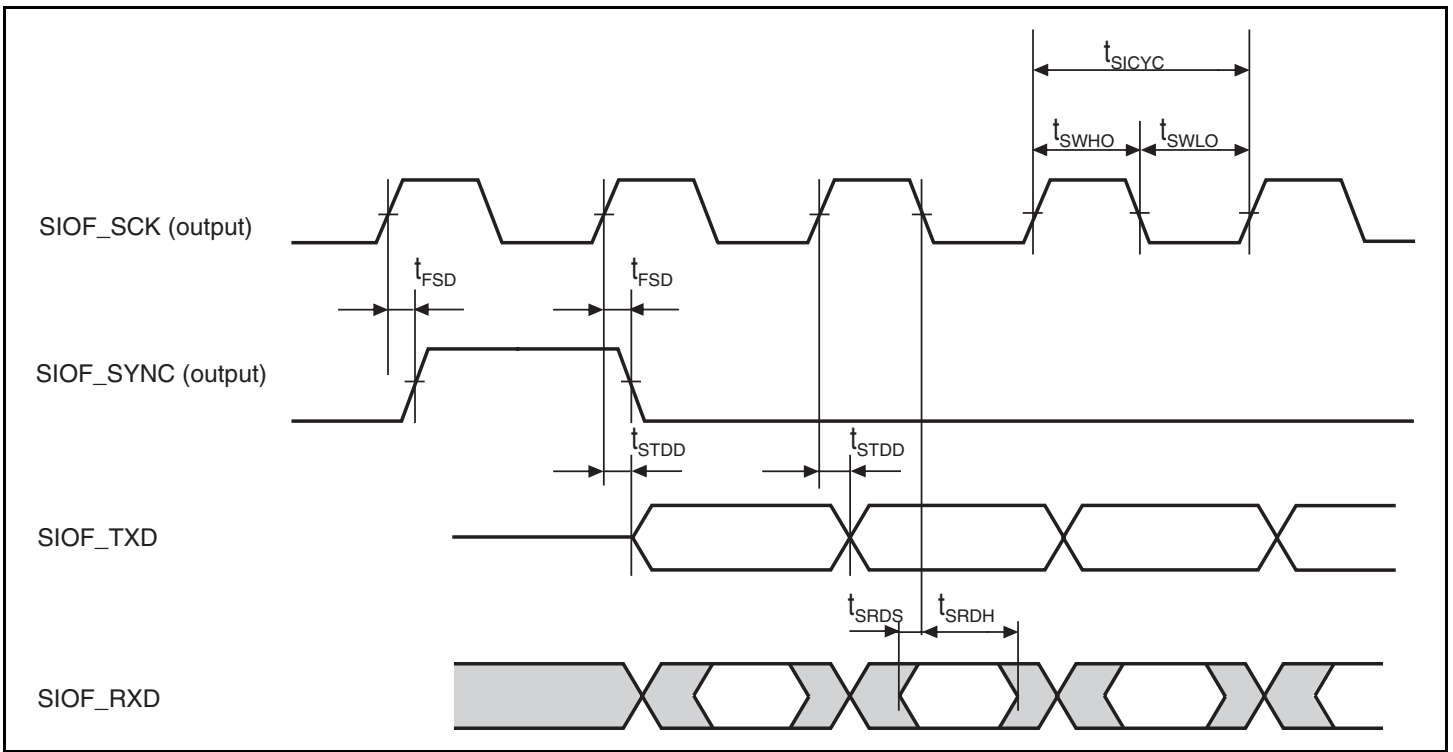 tSICYC
tSWHO tSWLO
SIOF_SCK (output)
tFSD tFSD
SIOF_SYNC (output)
tSTDD tSTDD
SIOF_TXD
tSRDS tSRDH
SIOF_RXD